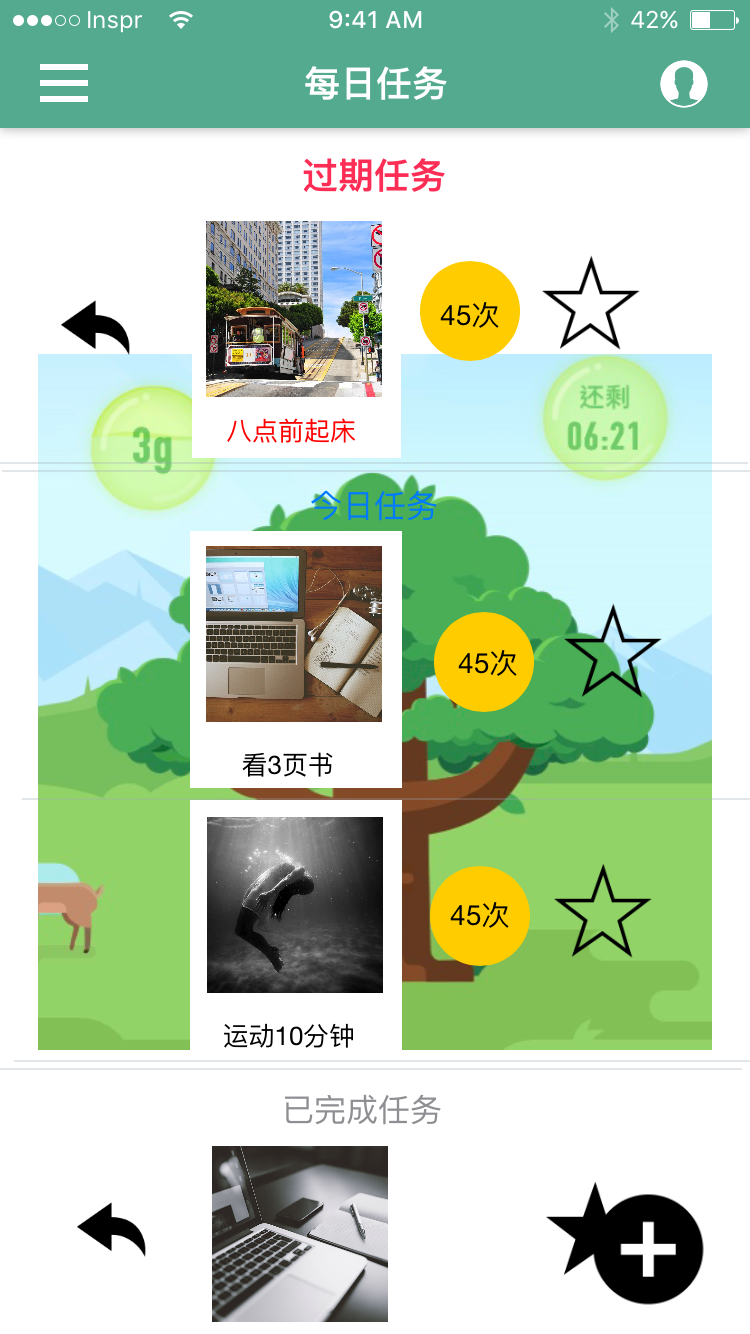 Inspr
9:41 AM
42%
每日任务
过期任务
45次
八点前起床
3g
还剩
06:21
今日任务
45次
看3页书
45次
运动10分钟
已完成任务